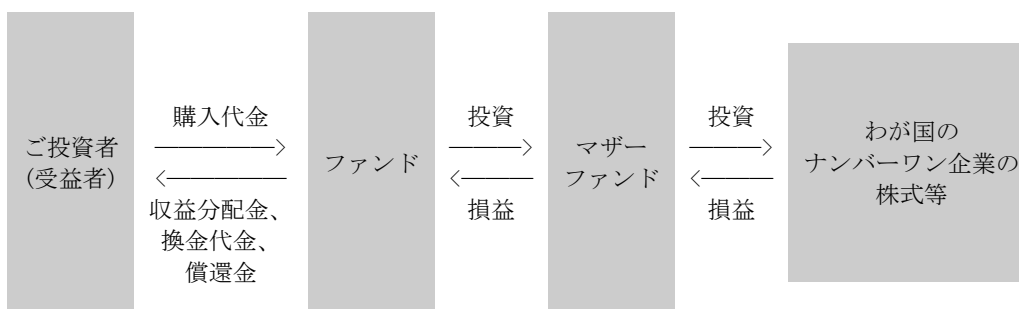 ご投資者
(受益者)
購入代金
収益分配金、
換金代金、
償還金
ファンド
投資
損益
マザー
ファンド
投資
損益
わが国の
ナンバーワン企業の
株式等